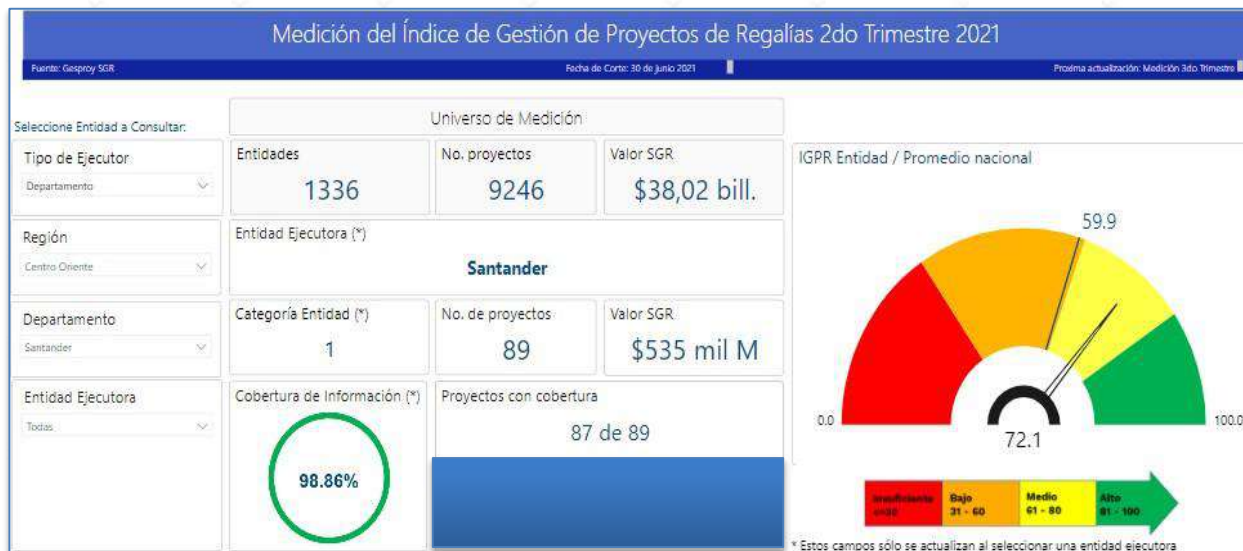 Medición del Índice de Gestión de Proyectos de Regalías 2do Trimestre 2021
Fuente: Gesproy SGR
Fecha de Corte: 30 de junio 2021
Proxima actualización: Medición 3do Trimestre
Seleccione Entidad a Consultar:
Universo de Medición
Tipo de Ejecutor
Departamento
Entidades
1336
No. proyectos
9246
Valor SGR
$38,02 bill.
IGPR Entidad / Promedio nacional
Región
Centro Oriente
Entidad Ejecutora (*)
Santander
Departamento
Santander
Categoría Entidad (*)
1
No. de proyectos
89
Valor SGR
$535 mil M
Entidad Ejecutora
Todas
Cobertura de Información (*)
98.86%
Proyectos con cobertura
87 de 89
59.9
0.0
100.0
72.1
Insuficiente
Bajo
31 - 60
Medio
61 - 80
Alto
81 - 100
* Estos campos sólo se actualizan al seleccionar una entidad ejecutora